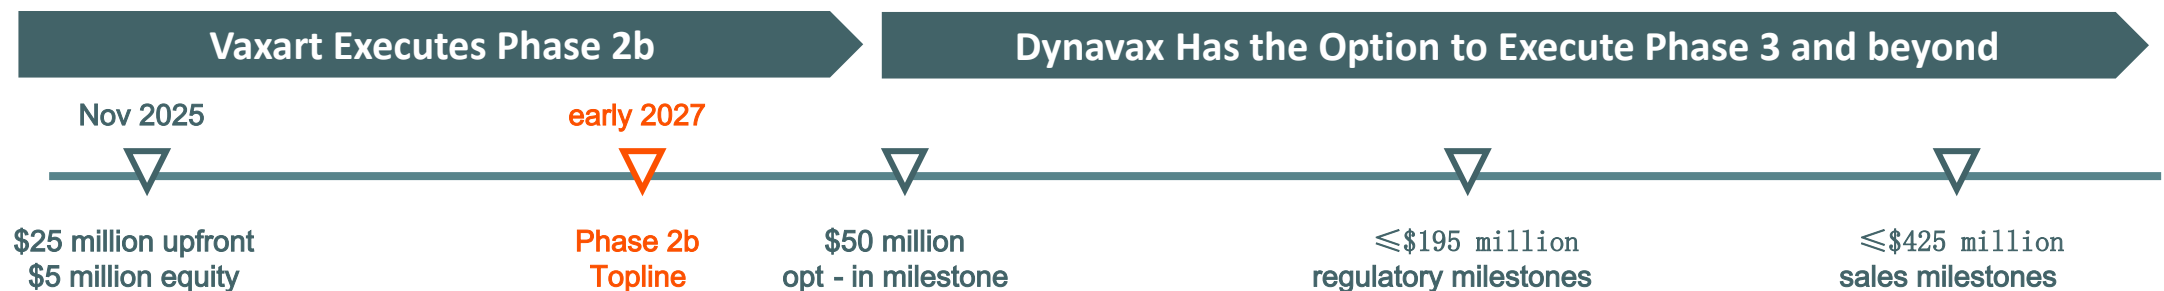 Vaxart Executes Phase 2b
Dynavax Has the Option to Execute Phase 3 and beyond
Nov 2025
early 2027
$25 million upfront
$5 million equity
Phase 2b
Topline
$50 million
opt - in milestone
≤$195 million
regulatory milestones
≤$425 million
sales milestones